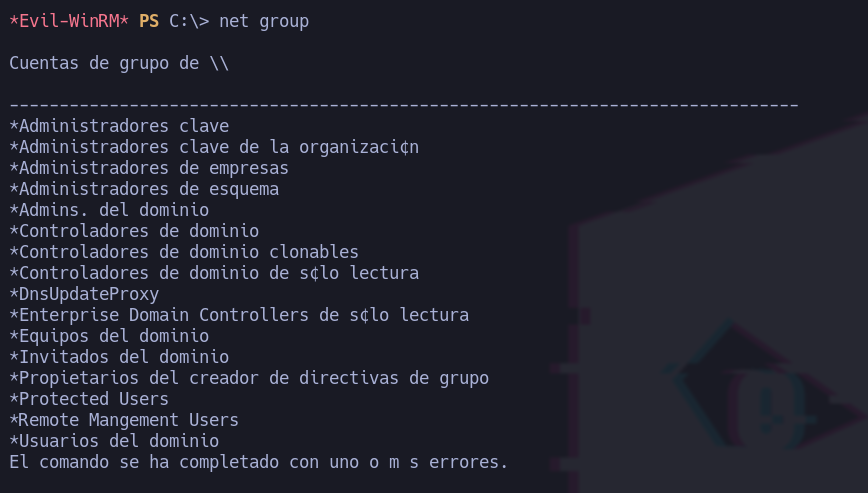 *Evil-WinRM* PS C:\> net group
Cuentas de grupo de \\
-------------------------------------------------------------------------------
*Administradores clave
*Administradores clave de la organizaci¢n
*Administradores de empresas
*Administradores de esquema
*Admins. del dominio
*Controladores de dominio
*Controladores de dominio clonables
*Controladores de dominio de s¢lo lectura
*DnsUpdateProxy
*Enterprise Domain Controllers de s¢lo lectura
*Equipos del dominio
*Invitados del dominio
*Propietarios del creador de directivas de grupo
*Protected Users
*Remote Mangement Users
*Usuarios del dominio
El comando se ha completado con uno o m s errores.